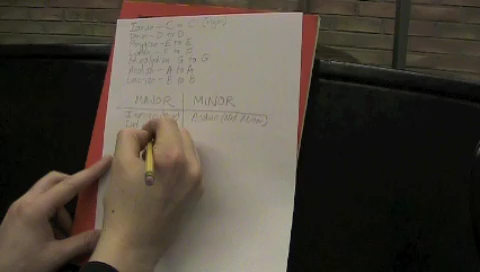 Ionian - C to C (Major)
Dorian - D to D
Phrygian - E to E
Lydian - F to F
Mixolydian G to G
Aeolian - A to A
Locrian - B to B
MAJOR MINOR
Aeolian (Nat Minor)